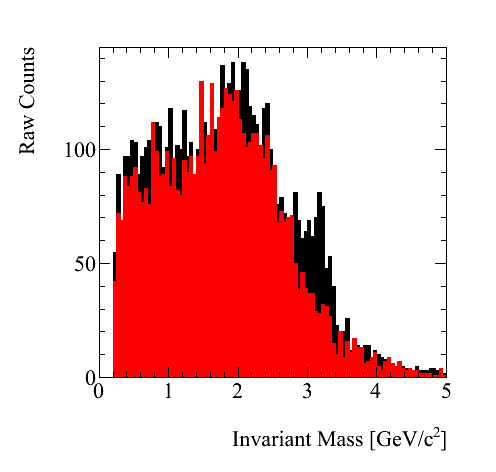 Raw Counts
100
50
0
0 1 2 3 4 5
Invariant Mass [GeV/c²]